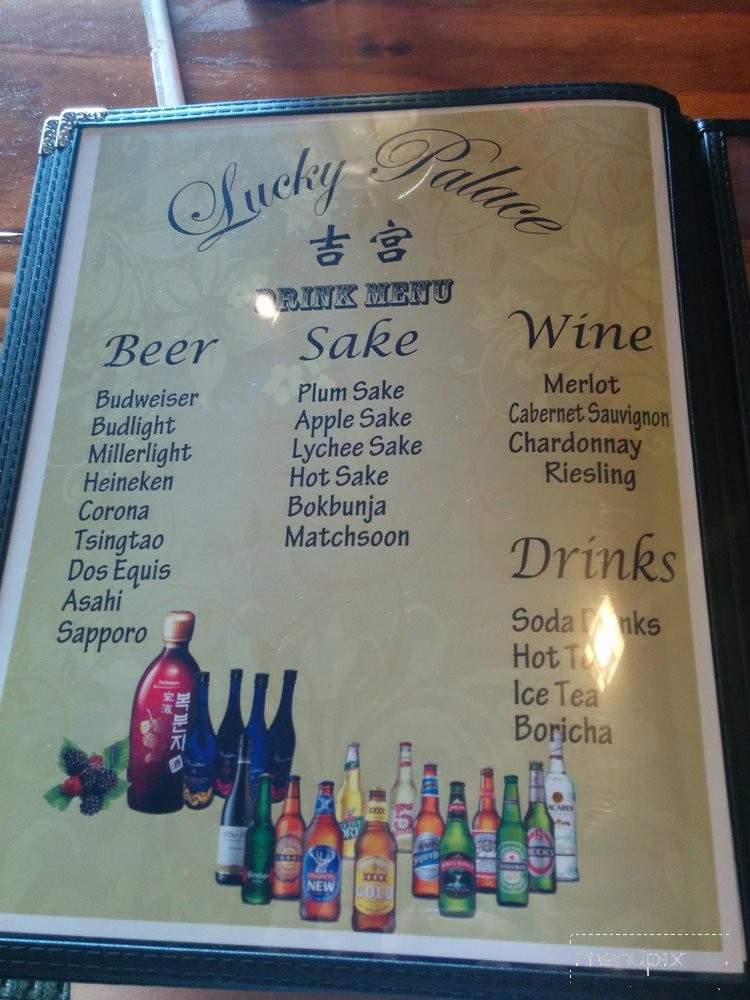 Lucky Palace
吉宫
DRINK MENU
Beer
Budweiser
Budlight
Millerlight
Heineken
Corona
Tsingtao
Dos Equis
Asahi
Sapporo
Sake
Plum Sake
Apple Sake
Lychee Sake
Hot Sake
Bokbunja
Matchsoon
Wine
Merlot
Cabernet Sauvignon
Chardonnay
Riesling
Drinks
Soda
Hot
Ice Tea
Boricha
복분자
NEW
XXXX
GOLD
BACARDI
BECK'S
Heineken
menupix